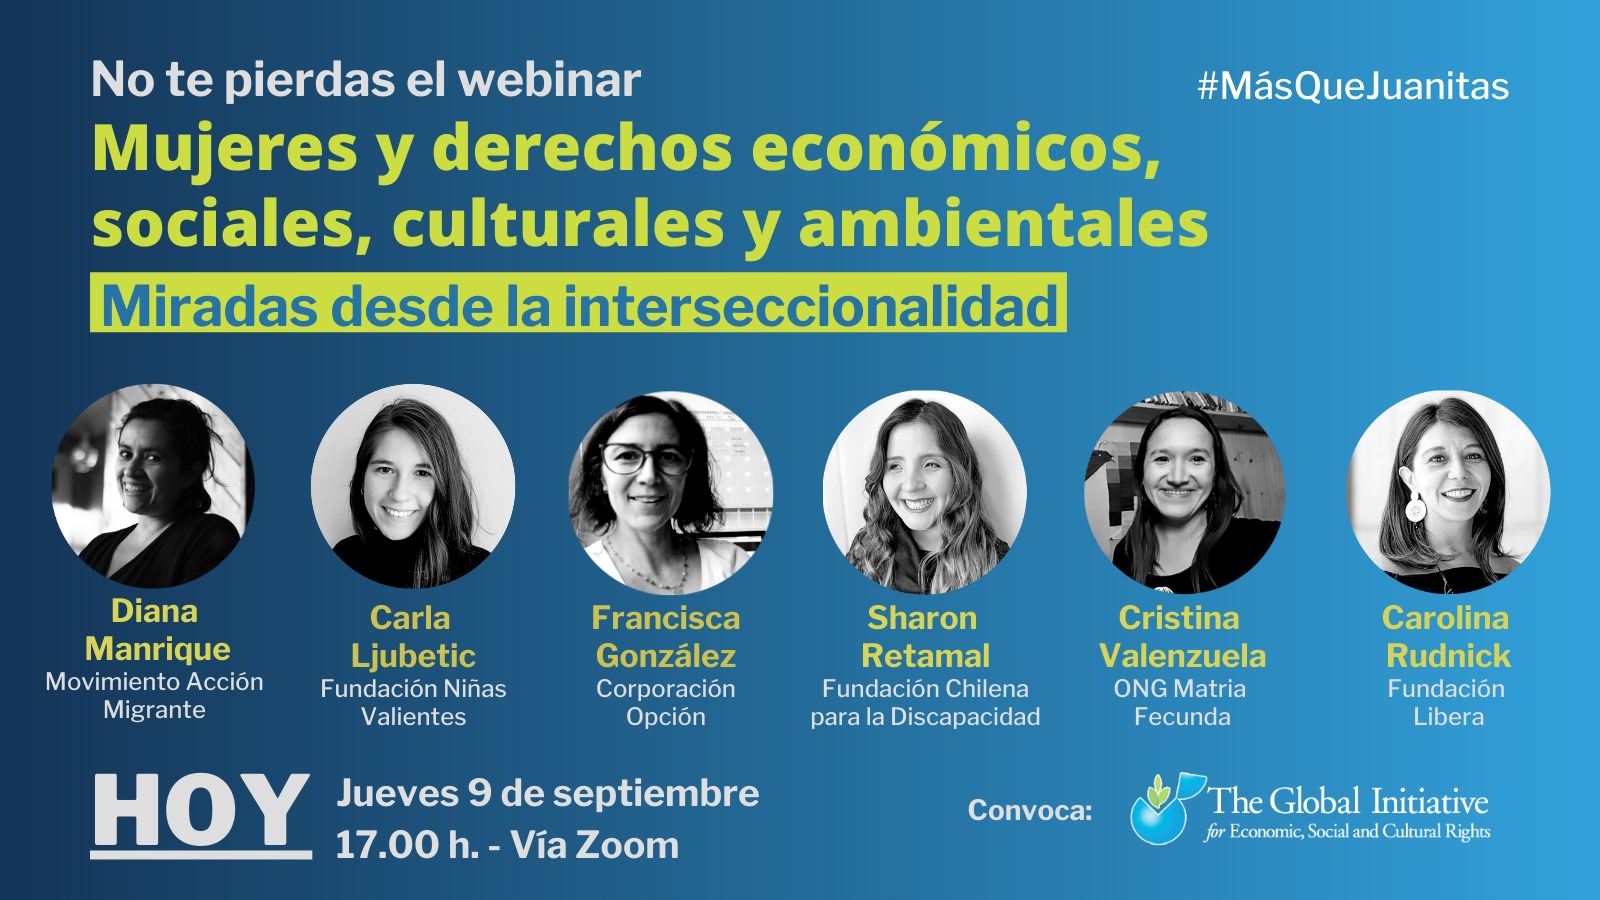 No te pierdas el webinar
#MásQueJuanitas
Mujeres y derechos económicos,
sociales, culturales y ambientales
Miradas desde la interseccionalidad
Diana
Manrique
Movimiento Acción
Migrante
Carla
Ljubetic
Fundación Niñas
Valientes
Francisca
González
Corporación
Opción
Sharon
Retamal
Fundación Chilena
para la Discapacidad
Cristina
Valenzuela
ONG Matria
Fecunda
Carolina
Rudnick
Fundación
Libera
HOY
Jueves 9 de septiembre
17.00 h. - Vía Zoom
Convoca:
The Global Initiative
for Economic, Social and Cultural Rights